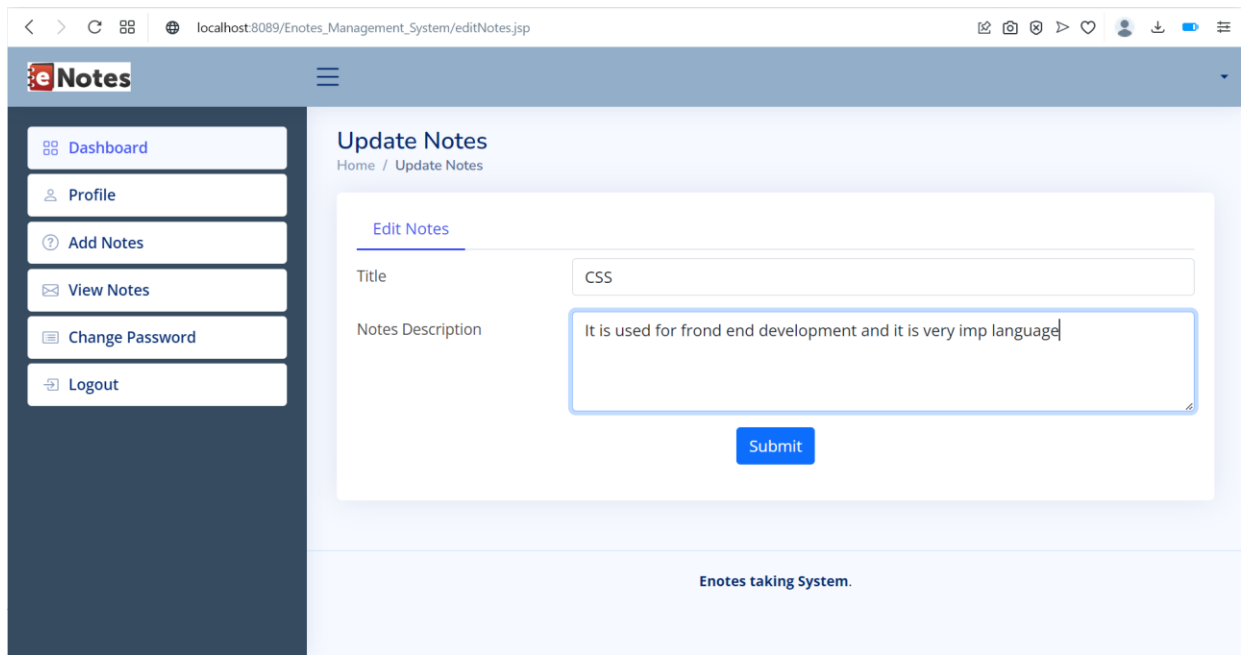 localhost:8089/Enotes_Management_System/editNotes.jsp
eNotes
Dashboard
Profile
Add Notes
View Notes
Change Password
Logout
Update Notes
Home / Update Notes
Edit Notes
Title
CSS
Notes Description
It is used for frond end development and it is very imp language
Submit
Enotes taking System.